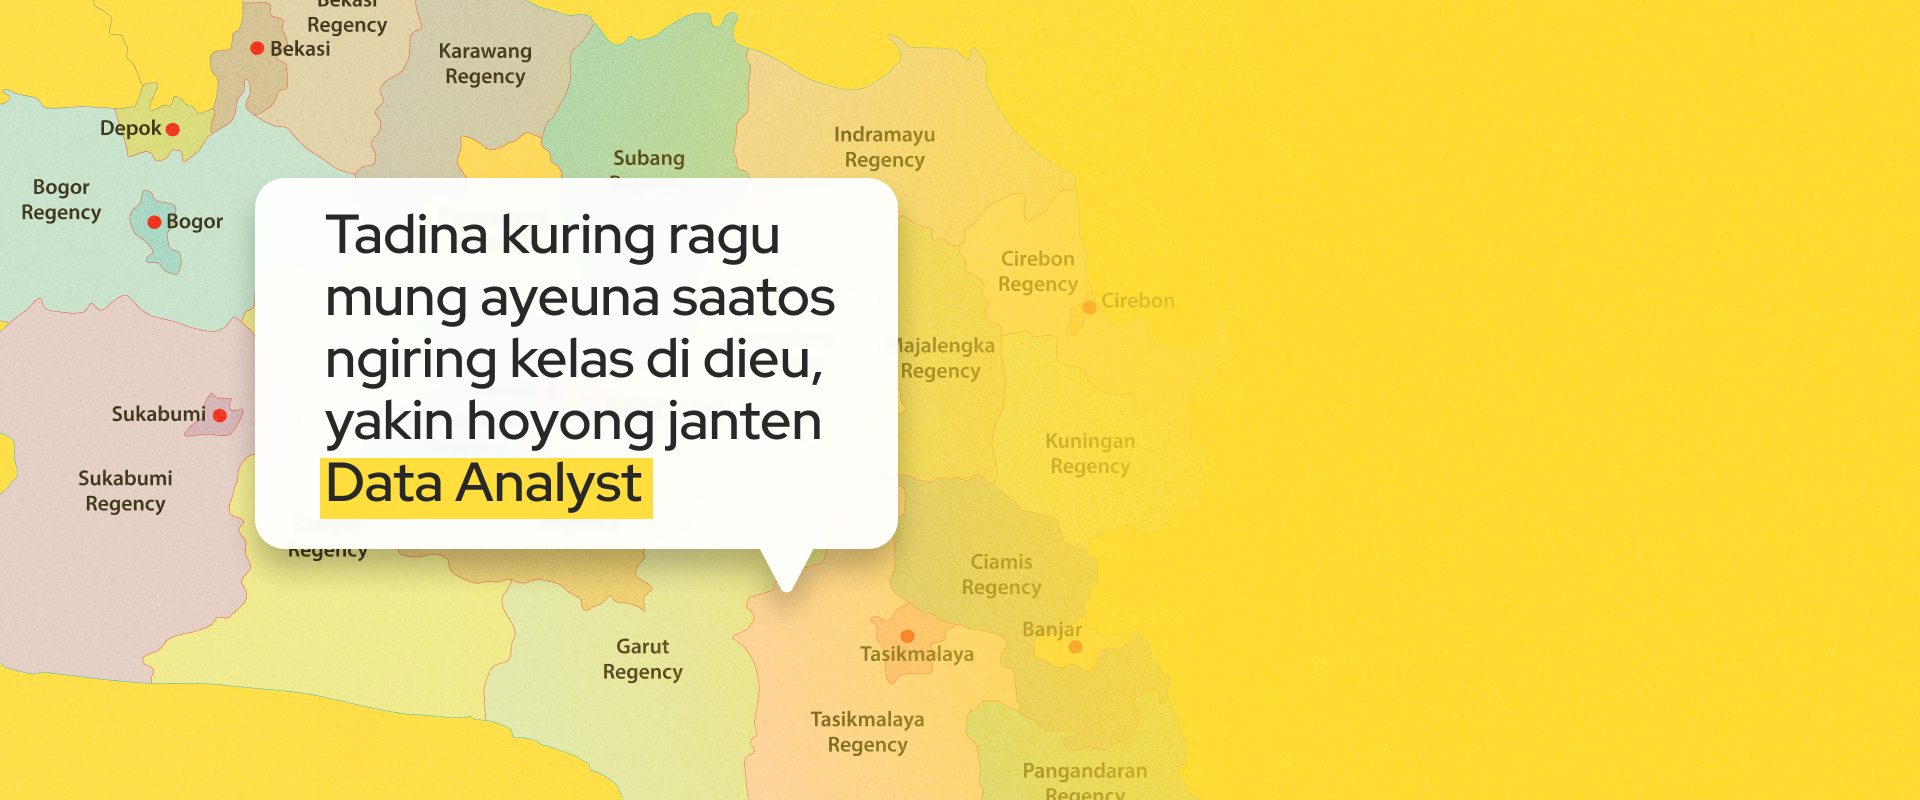 Bekasi
Regency
Bekasi
Karawang
Regency
Depok
Indramayu
Regency
Subang
Bogor
Regency
Bogor
Tadina kuring ragu
mung ayeuna saatos
ngiring kelas di dieu,
yakin hoyong janten
Data Analyst
Cirebon
Regency
Cirebon
Majalengka
Regency
Sukabumi
Kuningan
Regency
Sukabumi
Regency
Regency
Ciamis
Regency
Banjar
Garut
Regency
Tasikmalaya
Tasikmalaya
Regency
Pangandaran
Regency